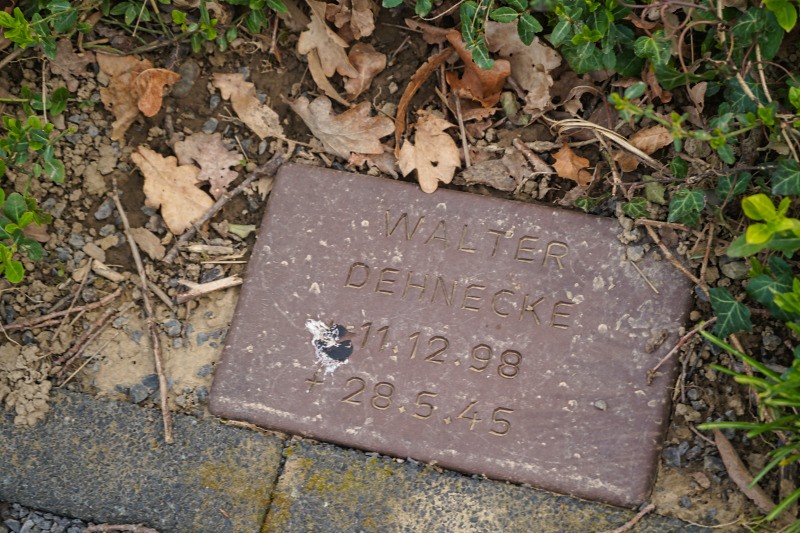 WALTER
DEHNECKE
* 11.12.98
† 28.5.45